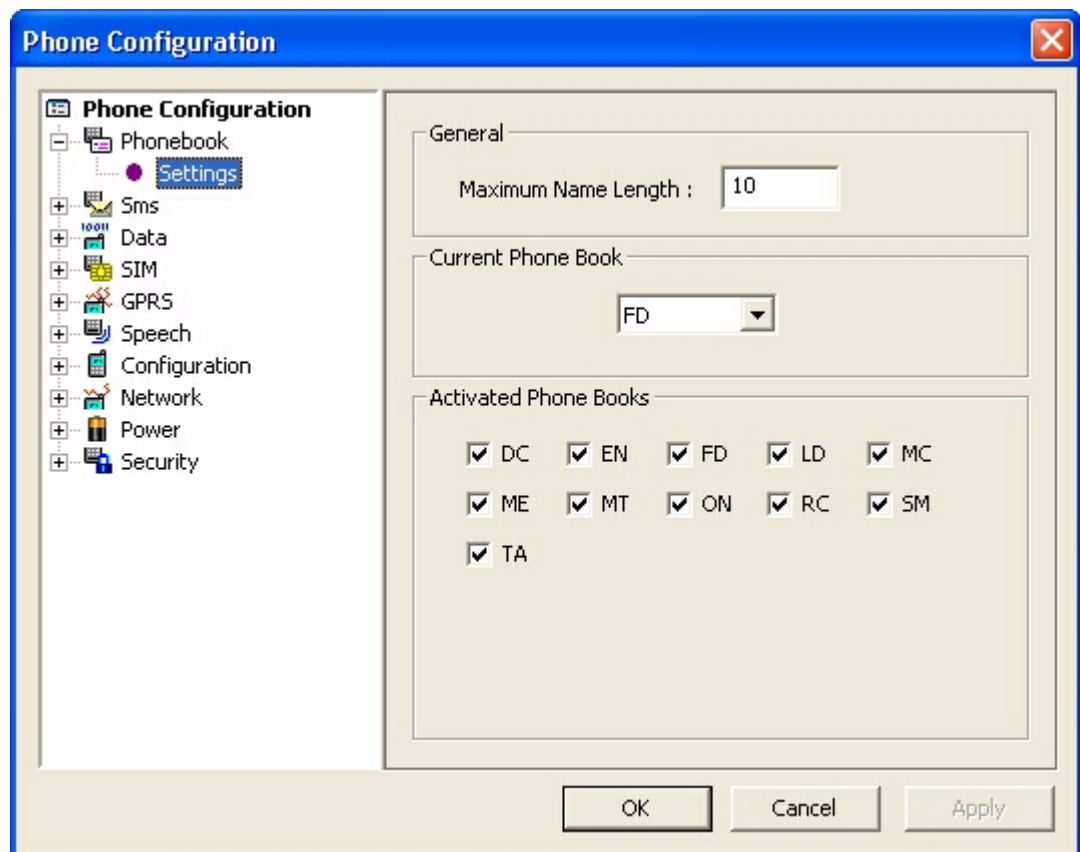 Phone Configuration
Phone Configuration
Phonebook
Settings
Sms
Data
SIM
GPRS
Speech
Configuration
Network
Power
Security
General
Maximum Name Length : 10
Current Phone Book
FD
Activated Phone Books
DC EN FD LD MC
ME MT ON RC SM
TA
OK Cancel Apply